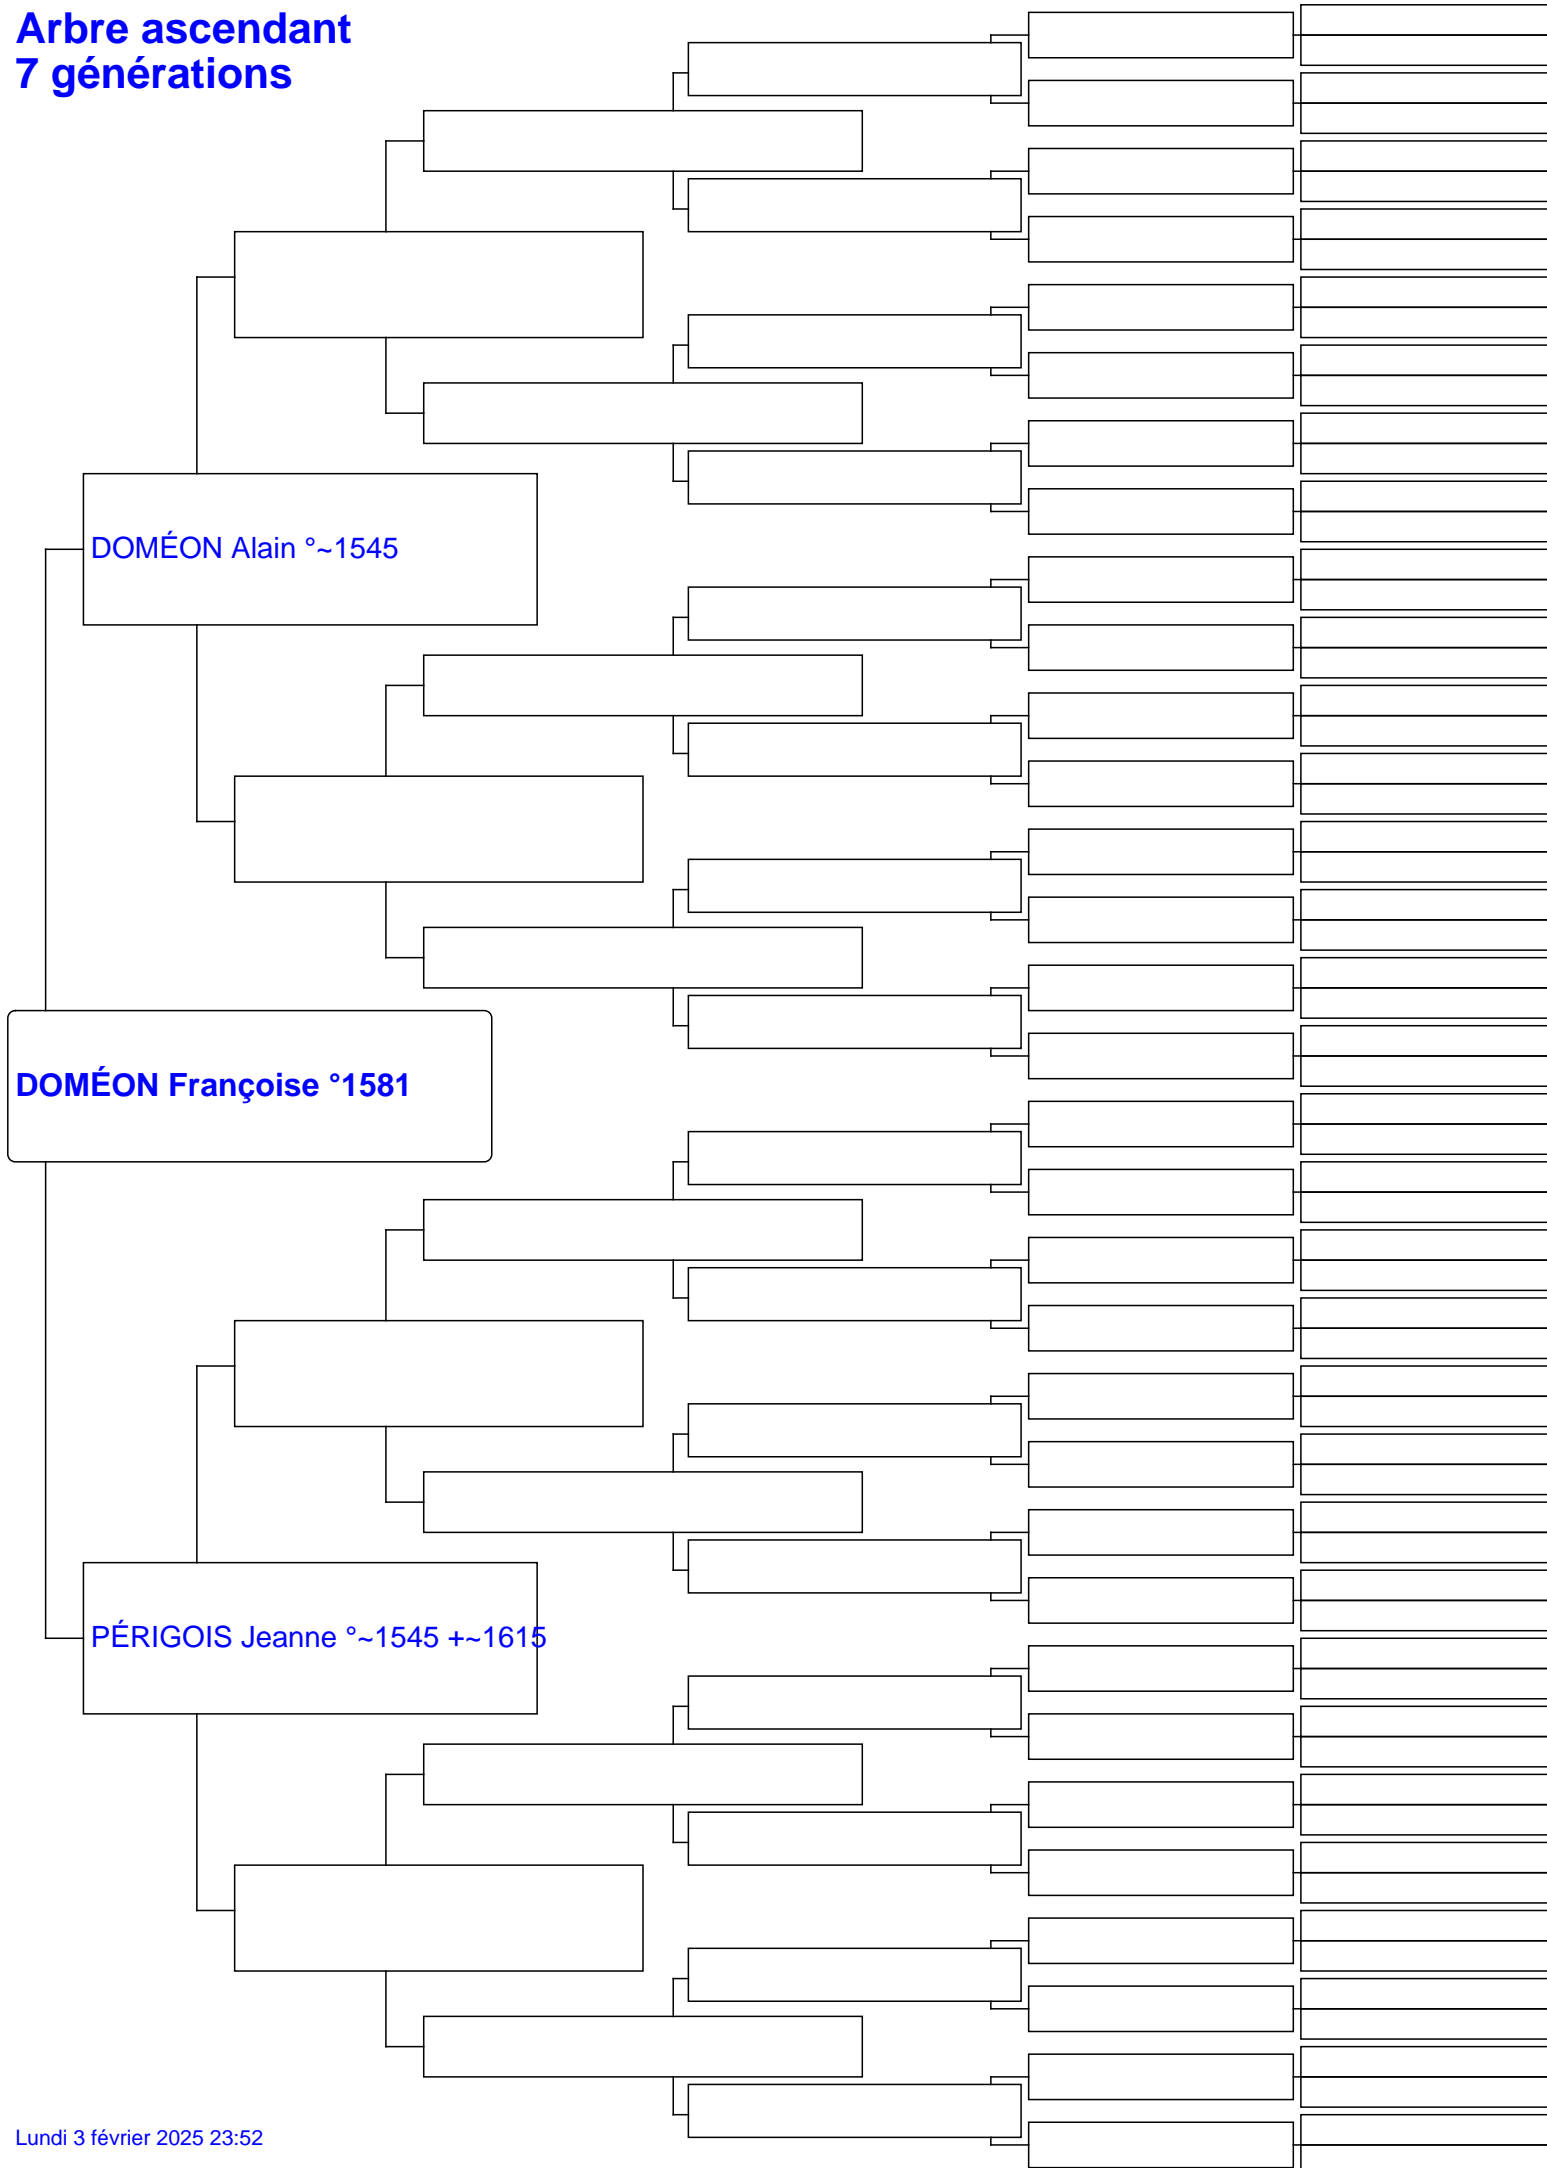 Arbre ascendant
7 générations
DOMÉON Alain °~1545
DOMÉON Françoise °1581
PÉRIGOIS Jeanne °~1545 +~1615
Lundi 3 février 2025 23:52